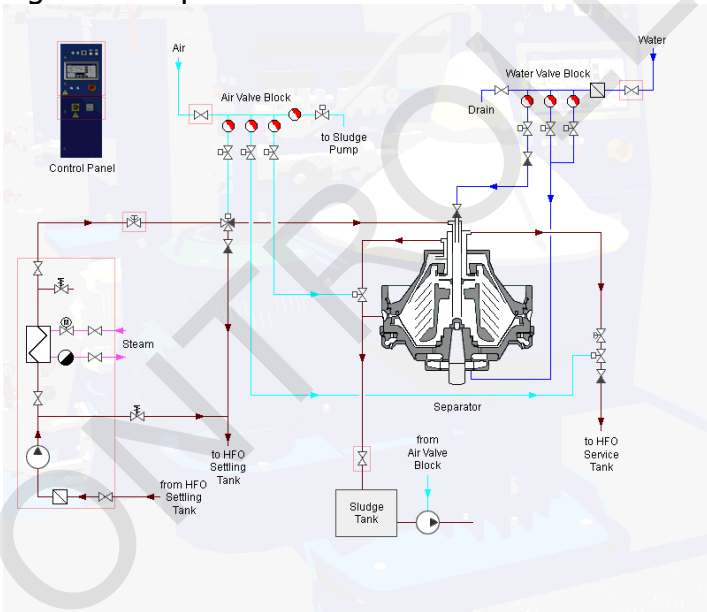 Air
Water
Air Valve Block
Water Valve Block
Drain
to Sludge
Pump
Control Panel
M
Steam
Separator
to HFO
Settling
Tank
from
Air Valve
Block
to HFO
Service
Tank
from HFO
Settling
Tank
Sludge
Tank